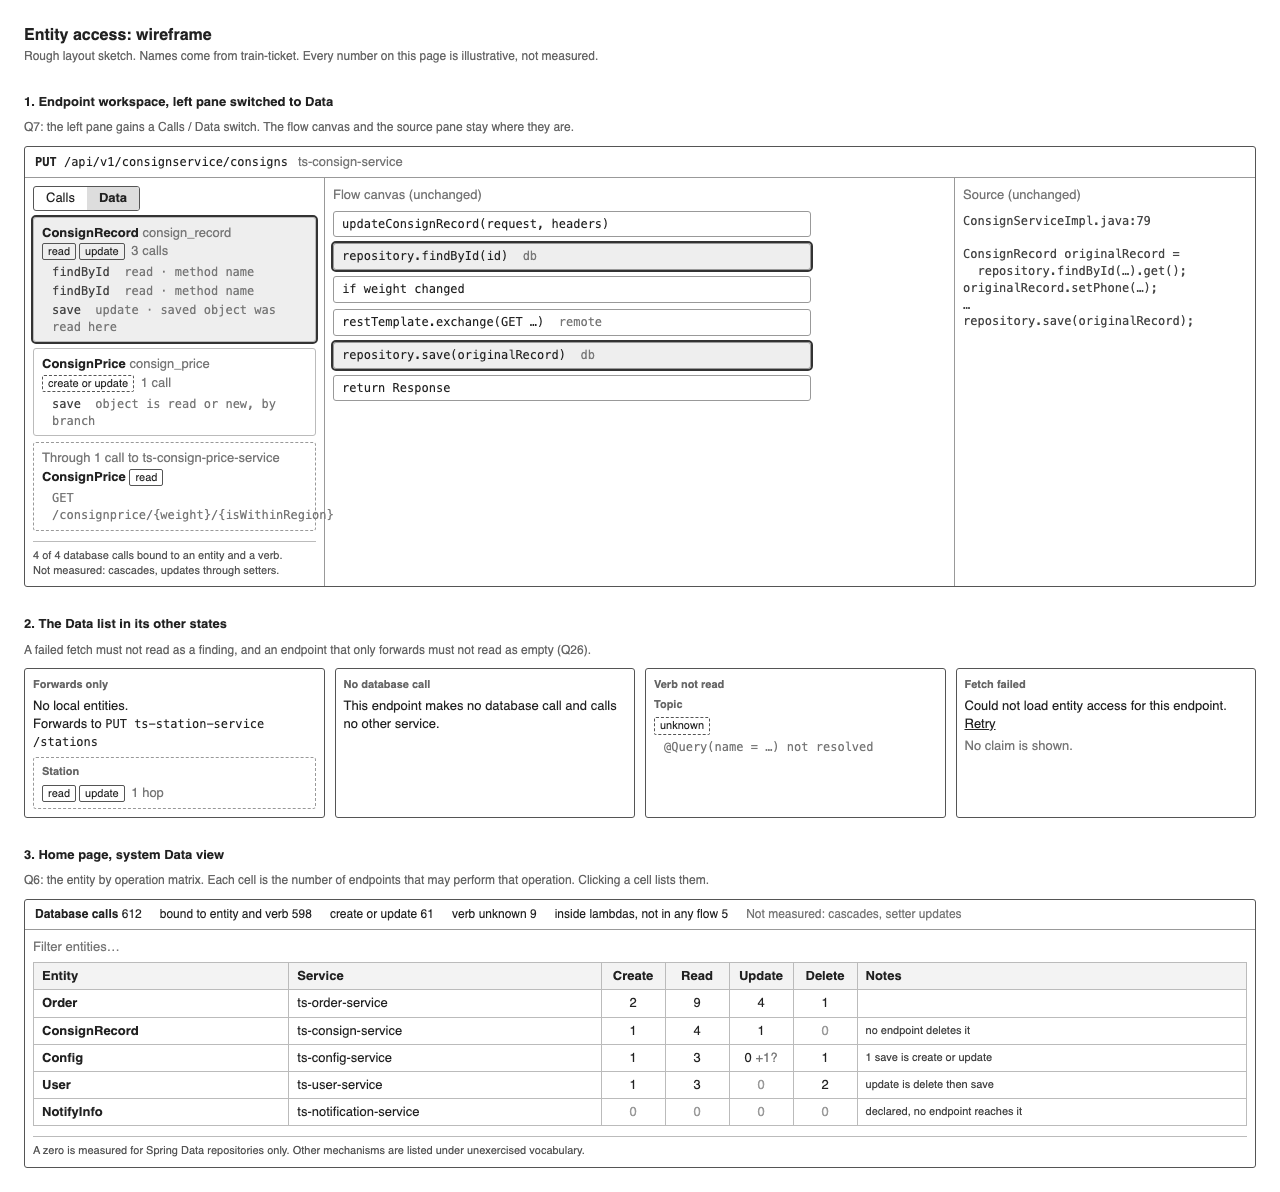 Entity access: wireframe
Rough layout sketch. Names come from train-ticket. Every number on this page is illustrative, not measured.
1. Endpoint workspace, left pane switched to Data
Q7: the left pane gains a Calls / Data switch. The flow canvas and the source pane stay where they are.
PUT /api/v1/consignservice/consigns ts-consign-service
Calls Data
ConsignRecord consign_record
read update 3 calls
findById read · method name
findById read · method name
save update · saved object was
read here
ConsignPrice consign_price
create or update 1 call
save object is read or new, by
branch
Through 1 call to ts-consign-price-service
ConsignPrice read
GET
/consignprice/{weight}/{isWithinRegion}
4 of 4 database calls bound to an entity and a verb.
Not measured: cascades, updates through setters.
Flow canvas (unchanged)
updateConsignRecord(request, headers)
repository.findById(id) db
if weight changed
restTemplate.exchange(GET …) remote
repository.save(originalRecord) db
return Response
Source (unchanged)
ConsignServiceImpl.java:79
ConsignRecord originalRecord =
repository.findById(…).get();
originalRecord.setPhone(…);
…
repository.save(originalRecord);
2. The Data list in its other states
A failed fetch must not read as a finding, and an endpoint that only forwards must not read as empty (Q26).
Forwards only
No local entities.
Forwards to PUT ts-station-service
/stations
Station
read update 1 hop
No database call
This endpoint makes no database call and calls
no other service.
Verb not read
Topic
unknown
@Query(name = …) not resolved
Fetch failed
Could not load entity access for this endpoint.
Retry
No claim is shown.
3. Home page, system Data view
Q6: the entity by operation matrix. Each cell is the number of endpoints that may perform that operation. Clicking a cell lists them.
Database calls 612 bound to entity and verb 598 create or update 61 verb unknown 9 inside lambdas, not in any flow 5 Not measured: cascades, setter updates
Filter entities…
Entity Service Create Read Update Delete Notes
Order ts-order-service 2 9 4 1
ConsignRecord ts-consign-service 1 4 1 0 no endpoint deletes it
Config ts-config-service 1 3 0 +1? 1 1 save is create or update
User ts-user-service 1 3 0 2 update is delete then save
NotifyInfo ts-notification-service 0 0 0 0 declared, no endpoint reaches it
A zero is measured for Spring Data repositories only. Other mechanisms are listed under unexercised vocabulary.